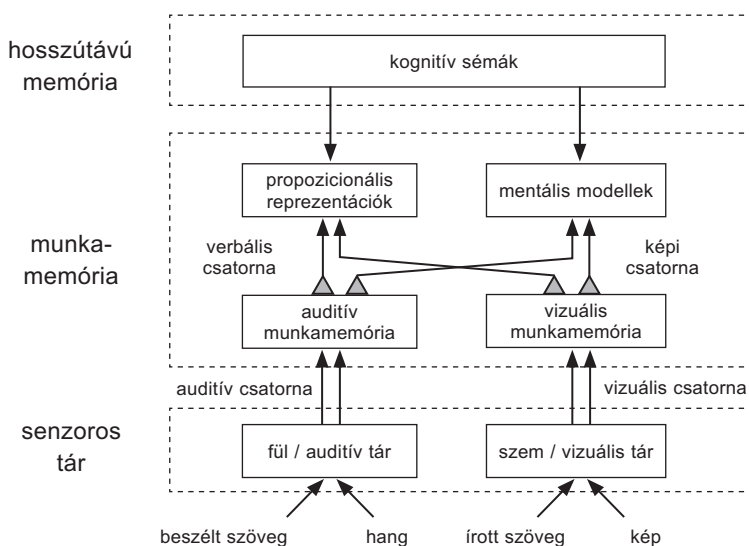 hosszútávú
memória
kognitív sémák
propozicionális
reprezentációk
mentális modellek
munka-
memória
verbális
csatorna
képi
csatorna
auditív
munkamemória
vizuális
munkamemória
auditív csatorna
vizuális csatorna
senzoros
tár
fül / auditív tár
szem / vizuális tár
beszélt szöveg
hang
írott szöveg
kép